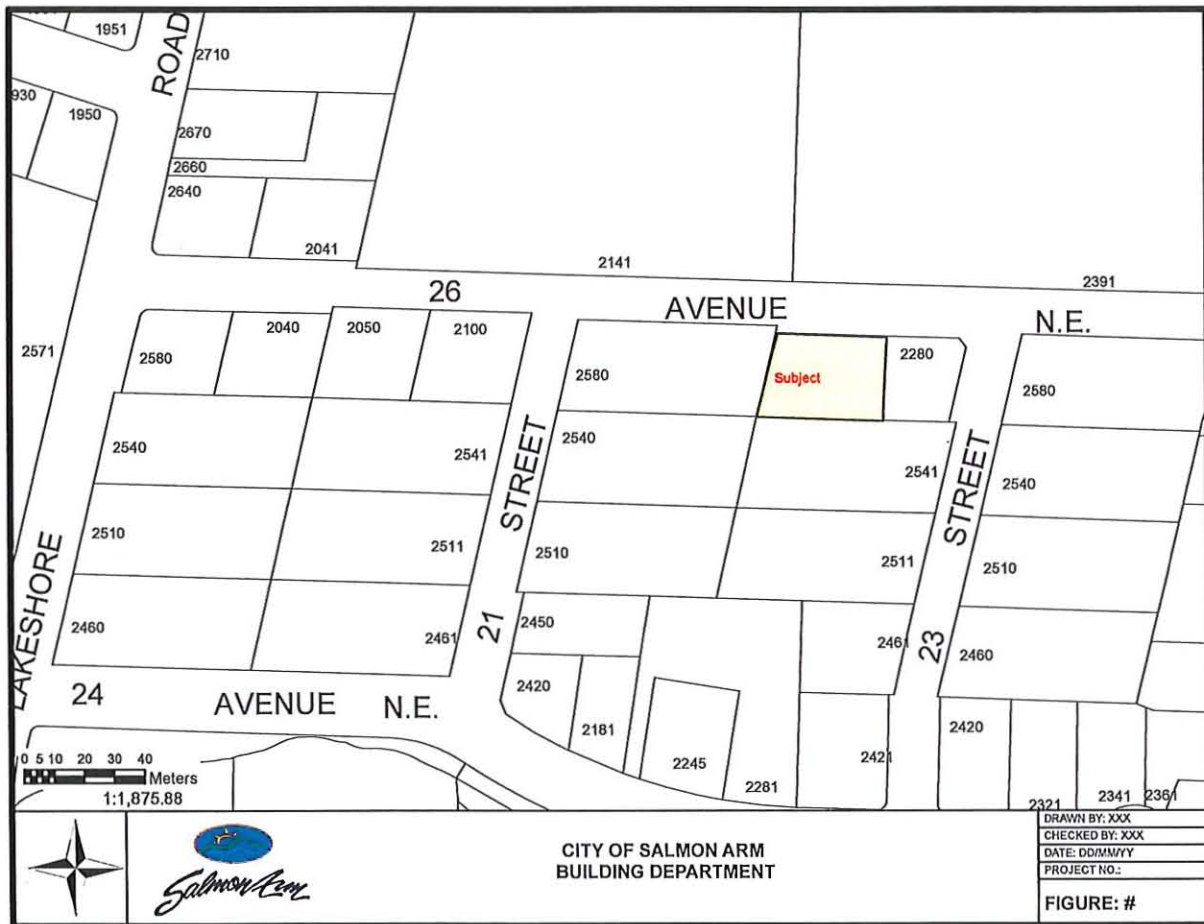 1951
ROAD
2710
930
1950
2670
2660
2640
2041
2141
2391
26 AVENUE N.E.
2571
2580
2040
2050
2100
2580
Subject
2280
2580
2540
2541
STREET
2540
2541
STREET
2540
2510
2511
2510
2511
2510
LAKESHORE
2460
2461
21
2450
2461
23
2460
2420
2181
2245
2281
2421
2420
2321
2341
2361
24 AVENUE N.E.
0 5 10 20 30 40
Meters
1:1,875.88
Salmon Arm
CITY OF SALMON ARM
BUILDING DEPARTMENT
DRAWN BY: XXX
CHECKED BY: XXX
DATE: DD/MM/YY
PROJECT NO.:
FIGURE: #